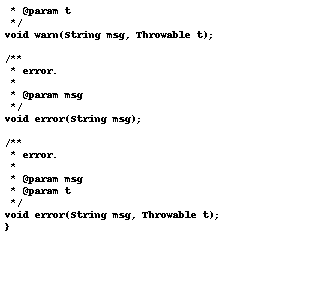 * @param t
 */
void warn(String msg, Throwable t);

/**
 * error.
 *
 * @param msg
 */
void error(String msg);

/**
 * error.
 *
 * @param msg
 * @param t
 */
void error(String msg, Throwable t);
}